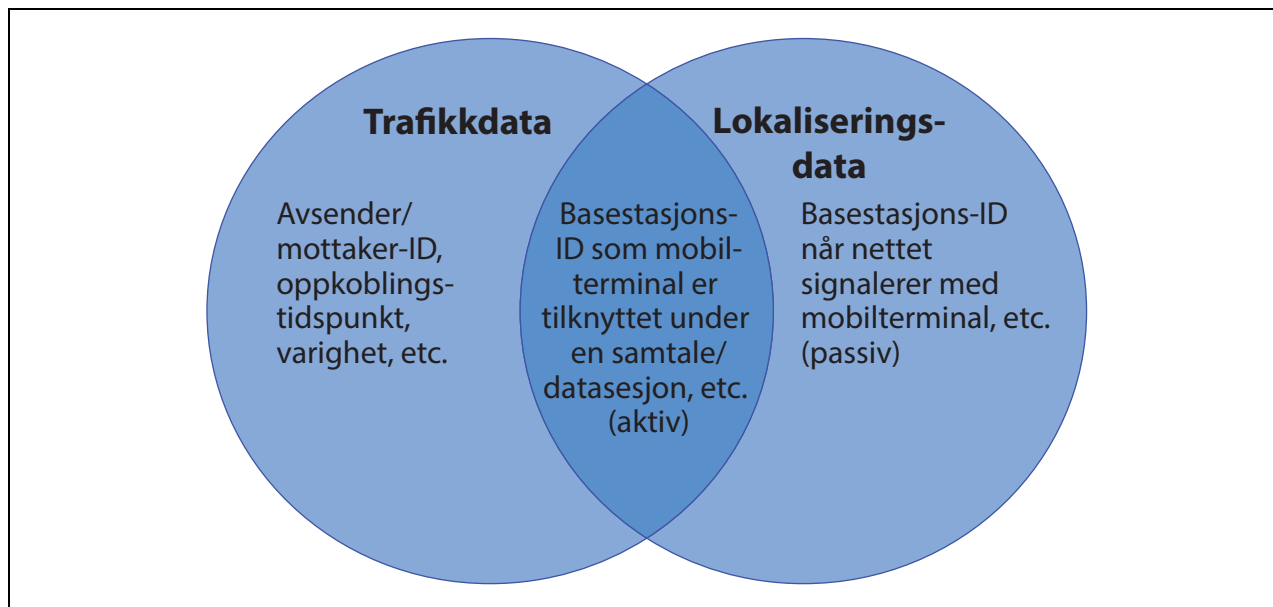 Trafikkdata
Avsender/
mottaker-ID,
oppkoblings-
tidspunkt,
varighet, etc.
Basestasjons-
ID som mobil-
terminal er
tilknyttet under
en samtale/
datasesjon, etc.
(aktiv)
Lokaliserings-
data
Basestasjons-ID
når nettet
signalerer med
mobilterminal, etc.
(passiv)